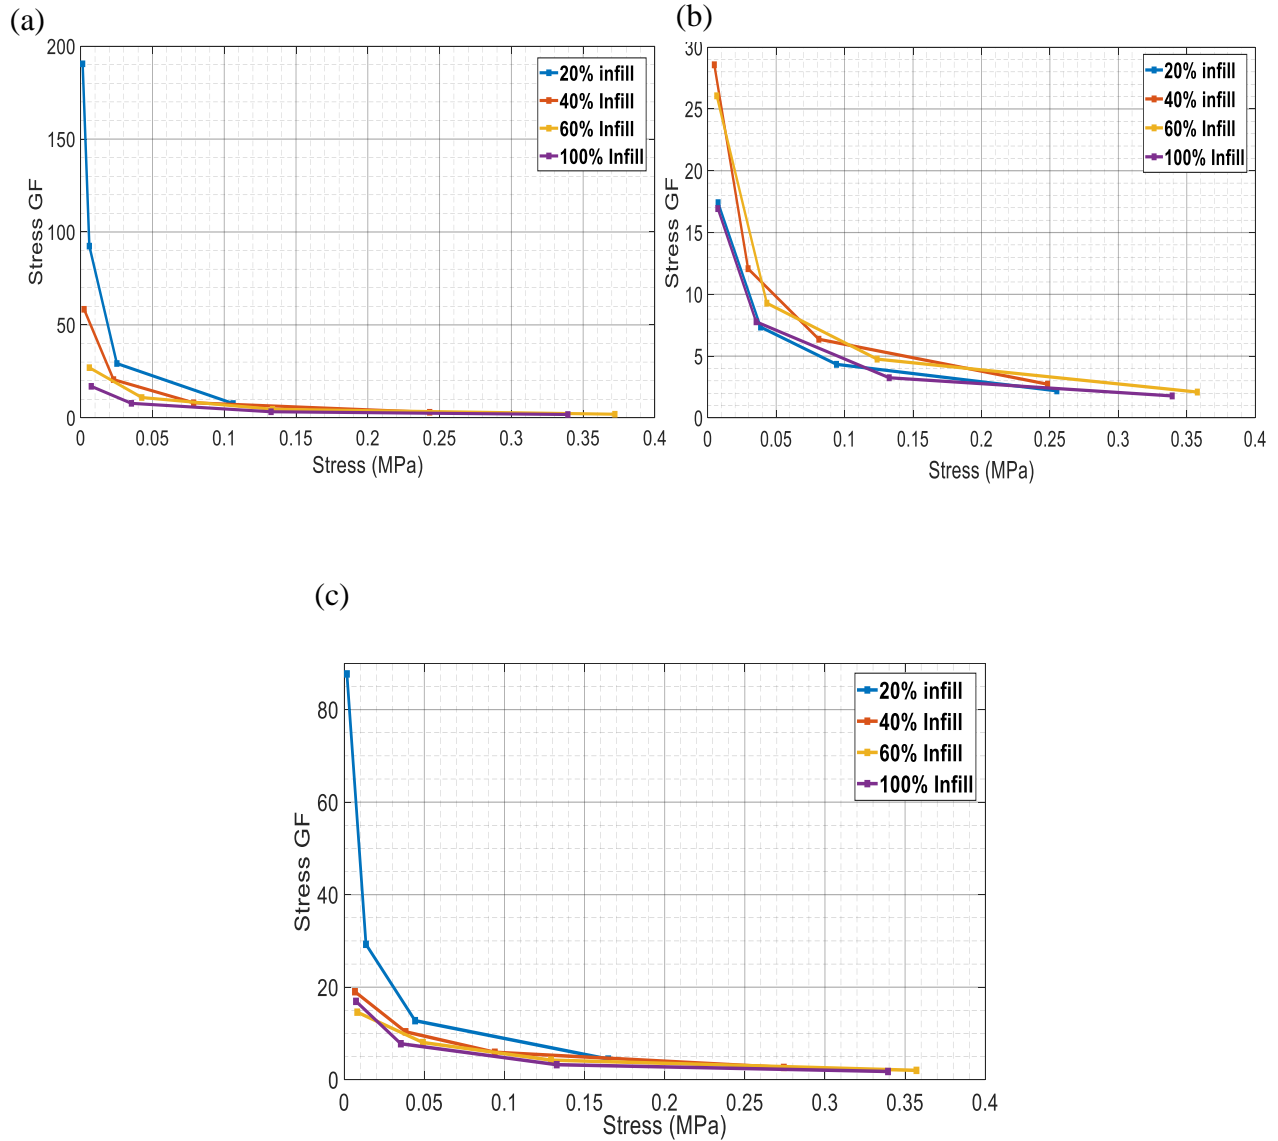 (a)
200
150
100
50
0
Stress GF
0 0.05 0.1 0.15 0.2 0.25 0.3 0.35 0.4
Stress (MPa)
20% infill
40% Infill
60% Infill
100% Infill
(b)
30
25
20
15
10
5
0
Stress GF
0 0.05 0.1 0.15 0.2 0.25 0.3 0.35 0.4
Stress (MPa)
20% infill
40% infill
60% Infill
100% Infill
(c)
80
60
40
20
0
Stress GF
0 0.05 0.1 0.15 0.2 0.25 0.3 0.35 0.4
Stress (MPa)
20% infill
40% Infill
60% Infill
100% Infill